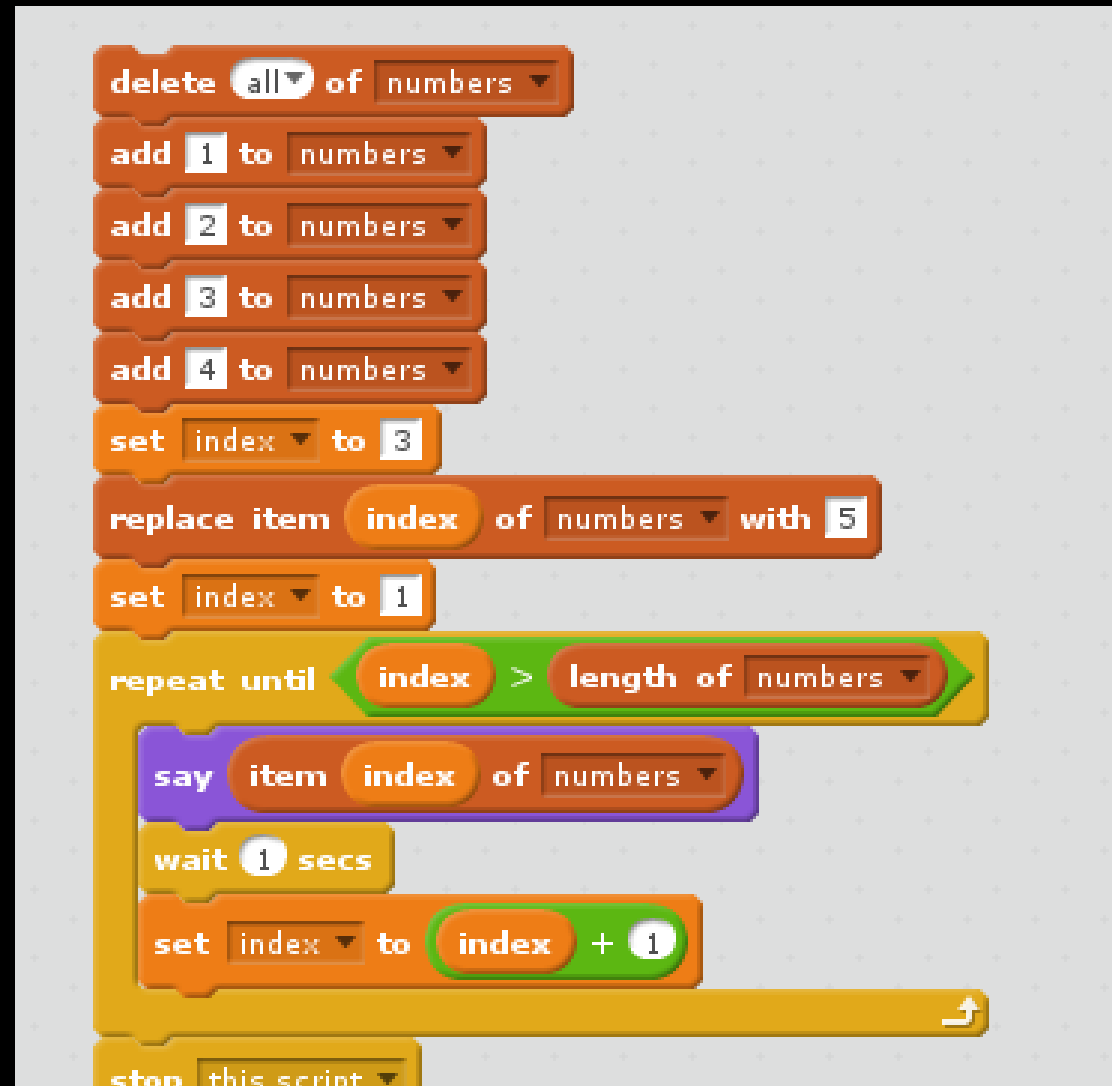 delete all of numbers
add 1 to numbers
add 2 to numbers
add 3 to numbers
add 4 to numbers
set index to 3
replace item index of numbers with 5
set index to 1
repeat until index > length of numbers
say item index of numbers
wait 1 secs
set index to index + 1
stop this script